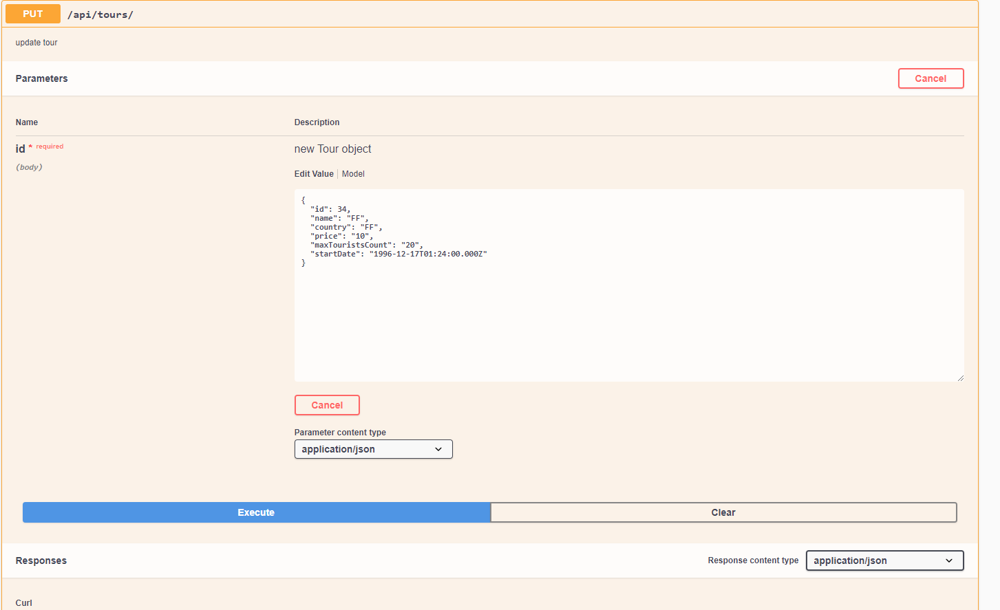 PUT /api/tours/
update tour
Parameters
Cancel
Name Description
id * required new Tour object
(body)
Edit Value | Model
{
"id": 34,
"name": "FF",
"country": "FF",
"price": "10",
"maxTouristsCount": "20",
"startDate": "1996-12-17T01:24:00.000Z"
}
Cancel
Parameter content type
application/json
Execute Clear
Responses Response content type application/json
Curl